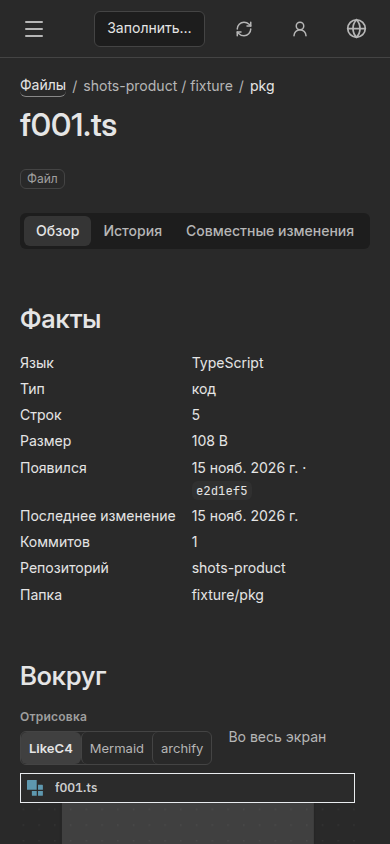 Заполнить...
Файлы / shots-product / fixture / pkg
f001.ts
Файл
Обзор История Совместные изменения
Факты
Язык TypeScript
Тип код
Строк 5
Размер 108 B
Появился 15 нояб. 2026 г. ·
e2d1ef5
Последнее изменение 15 нояб. 2026 г.
Коммитов 1
Репозиторий shots-product
Папка fixture/pkg
Вокруг
Отрисовка
LikeC4 Mermaid archify Во весь экран
f001.ts